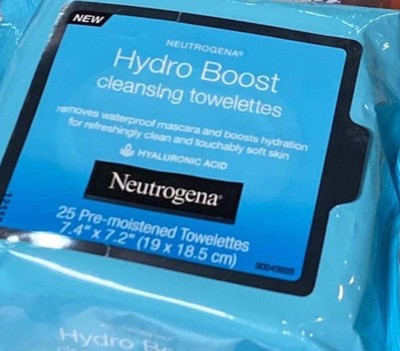 NEW
NEUTROGENA®
Hydro Boost
cleansing towelettes
removes waterproof mascara and boosts hydration
for refreshingly clean and touchably soft skin
HYALURONIC ACID
Neutrogena®
25 Pre-moistened Towelettes
7.4" x 7.2" (19 x 18.5 cm)
Hydro Bo